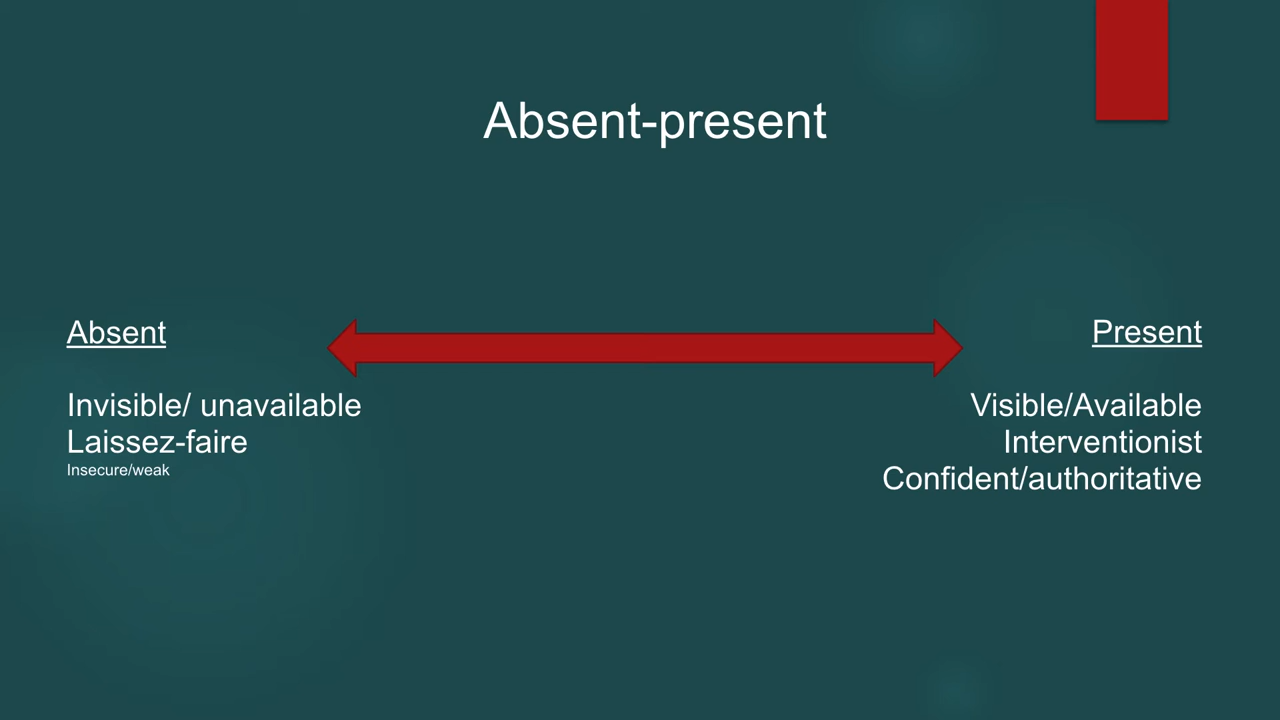 Absent-present
Absent
Invisible/ unavailable
Laissez-faire
Insecure/weak
Present
Visible/Available
Interventionist
Confident/authoritative